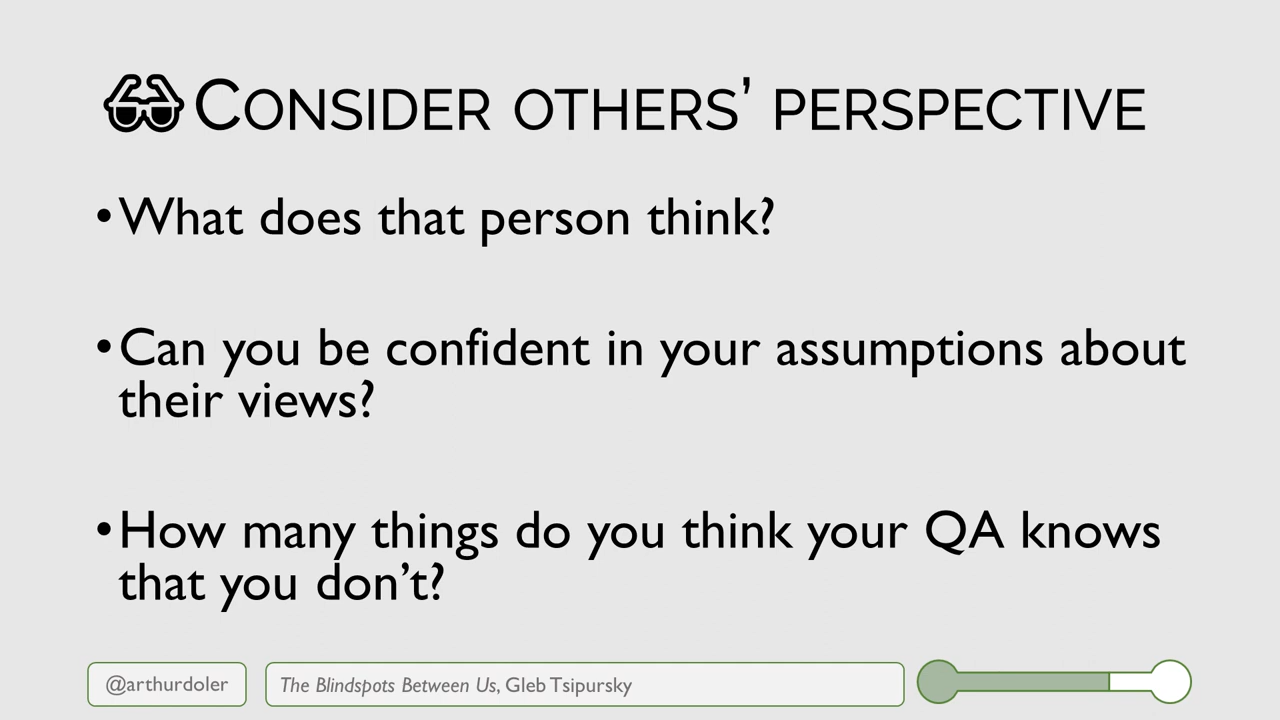 Consider others’ perspective
• What does that person think?
• Can you be confident in your assumptions about
their views?
• How many things do you think your QA knows
that you don’t?
@arthurdoler
The Blindspots Between Us, Gleb Tsipursky